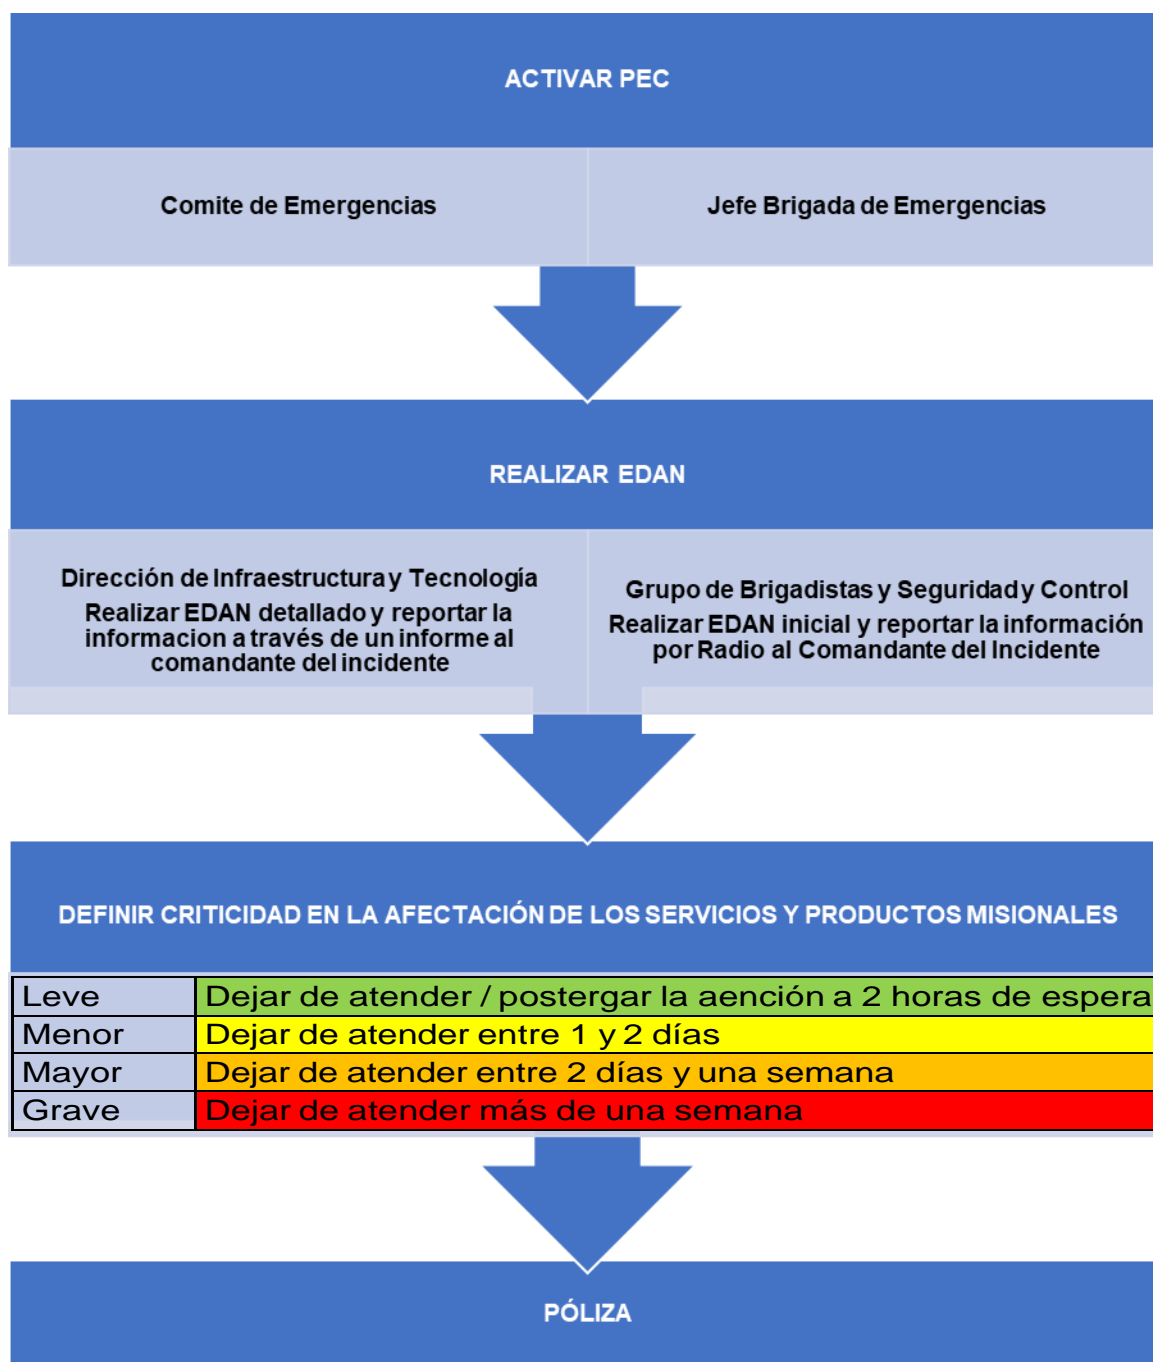 ACTIVAR PEC
Comite de Emergencias
Jefe Brigada de Emergencias
REALIZAR EDAN
Dirección de Infraestructura y Tecnología
Realizar EDAN detallado y reportar la
informacion a través de un informe al
comandante del incidente
Grupo de Brigadistas y Seguridad y Control
Realizar EDAN inicial y reportar la información
por Radio al Comandante del Incidente
DEFINIR CRITICIDAD EN LA AFECTACIÓN DE LOS SERVICIOS Y PRODUCTOS MISIONALES
Leve Dejar de atender / postergar la aención a 2 horas de espera
Menor Dejar de atender entre 1 y 2 días
Mayor Dejar de atender entre 2 días y una semana
Grave Dejar de atender más de una semana
PÓLIZA